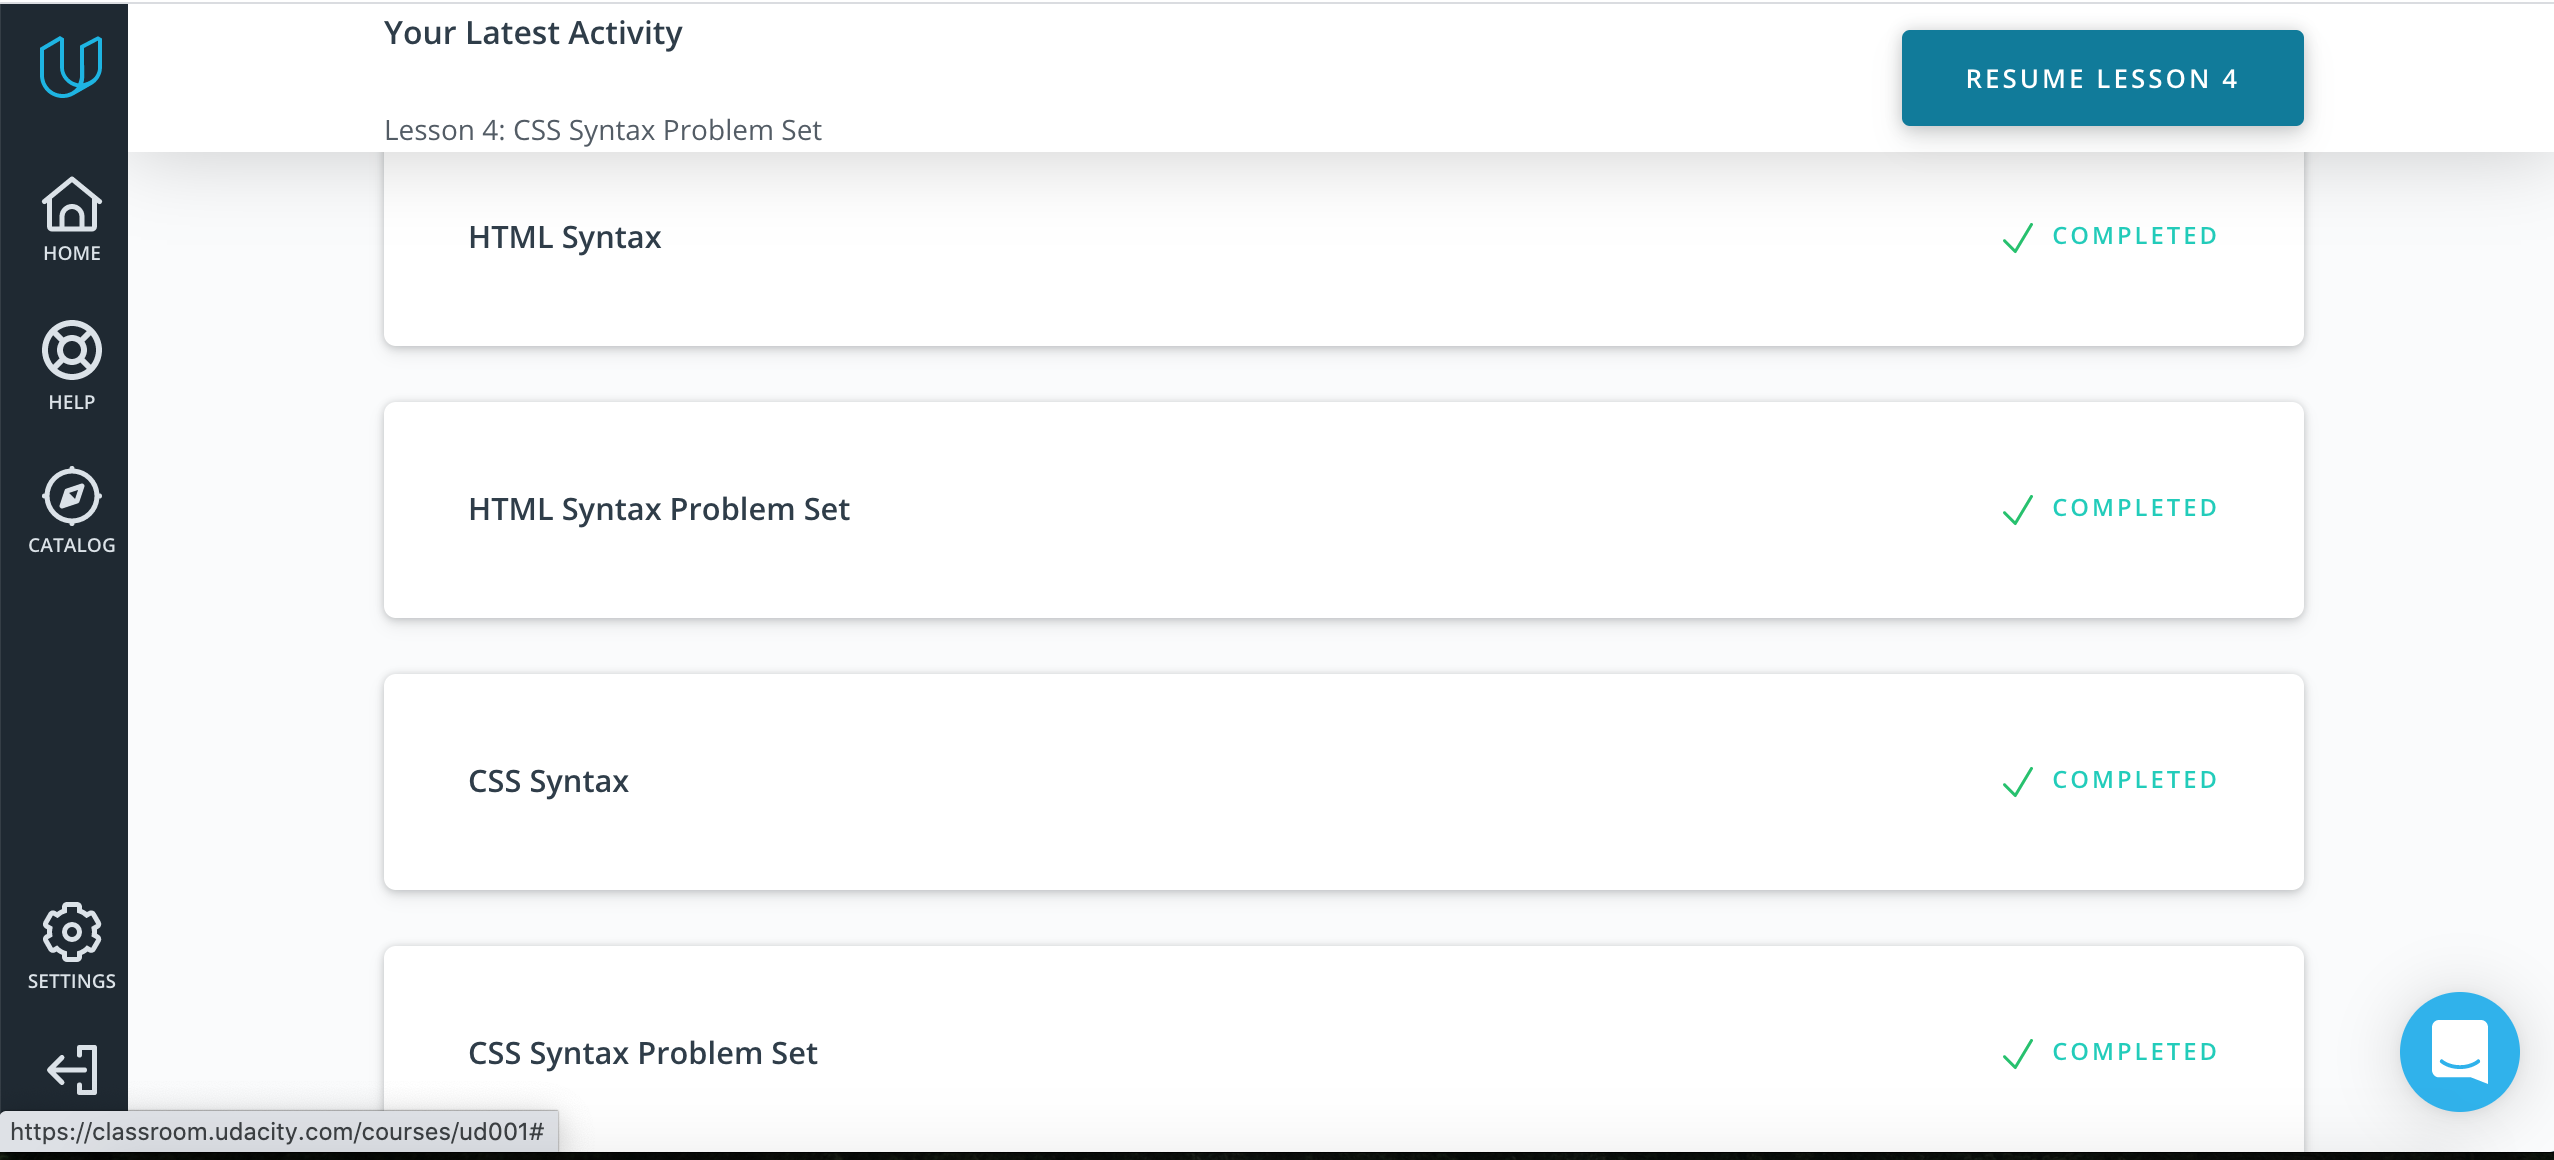 Your Latest Activity
RESUME LESSON 4
Lesson 4: CSS Syntax Problem Set
HOME
HELP
CATALOG
SETTINGS
HTML Syntax
COMPLETED
HTML Syntax Problem Set
COMPLETED
CSS Syntax
COMPLETED
CSS Syntax Problem Set
COMPLETED
https://classroom.udacity.com/courses/ud001#